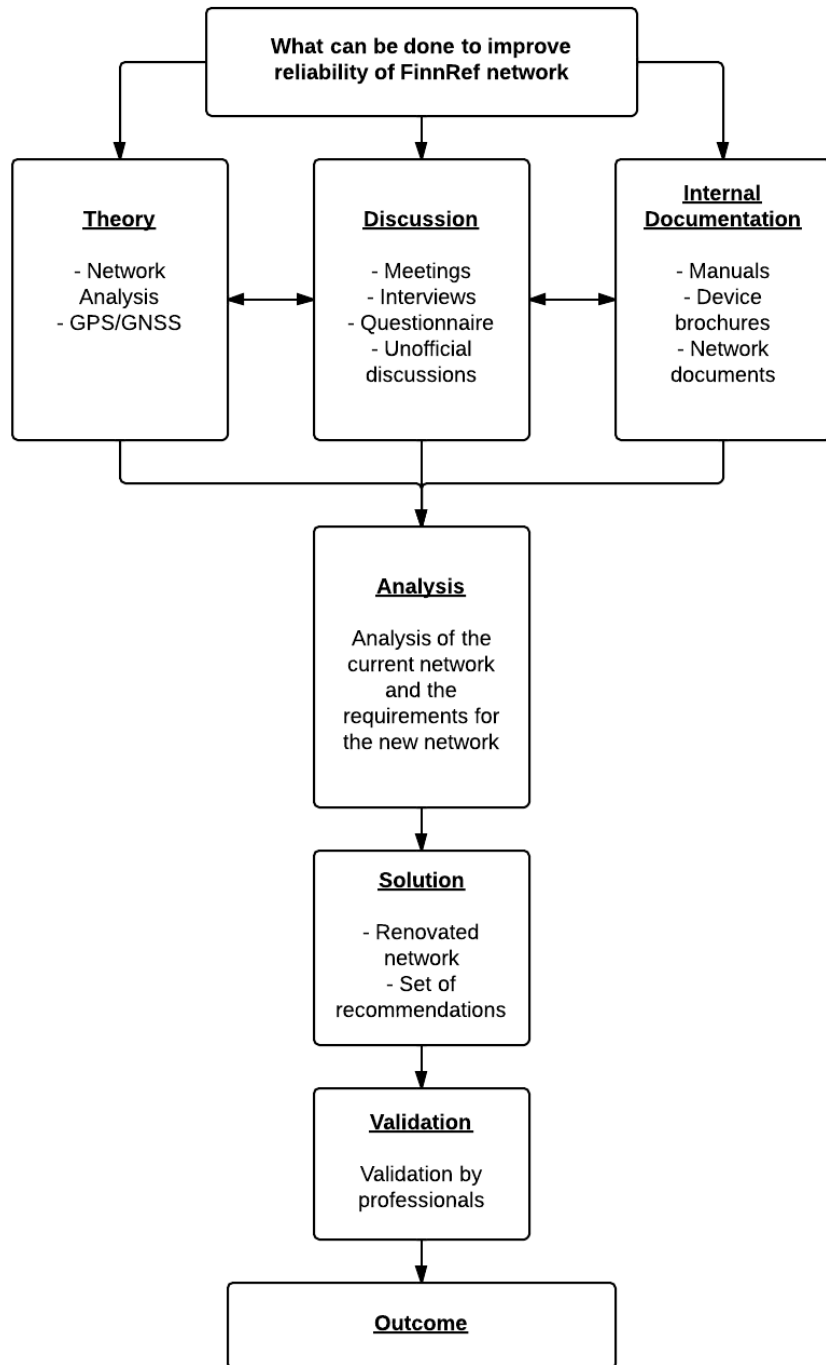 What can be done to improve
reliability of FinnRef network
Theory
- Network
Analysis
- GPS/GNSS
Discussion
- Meetings
- Interviews
- Questionnaire
- Unofficial
discussions
Internal
Documentation
- Manuals
- Device
brochures
- Network
documents
Analysis
Analysis of the
current network
and the
requirements for
the new network
Solution
- Renovated
network
- Set of
recommendations
Validation
Validation by
professionals
Outcome